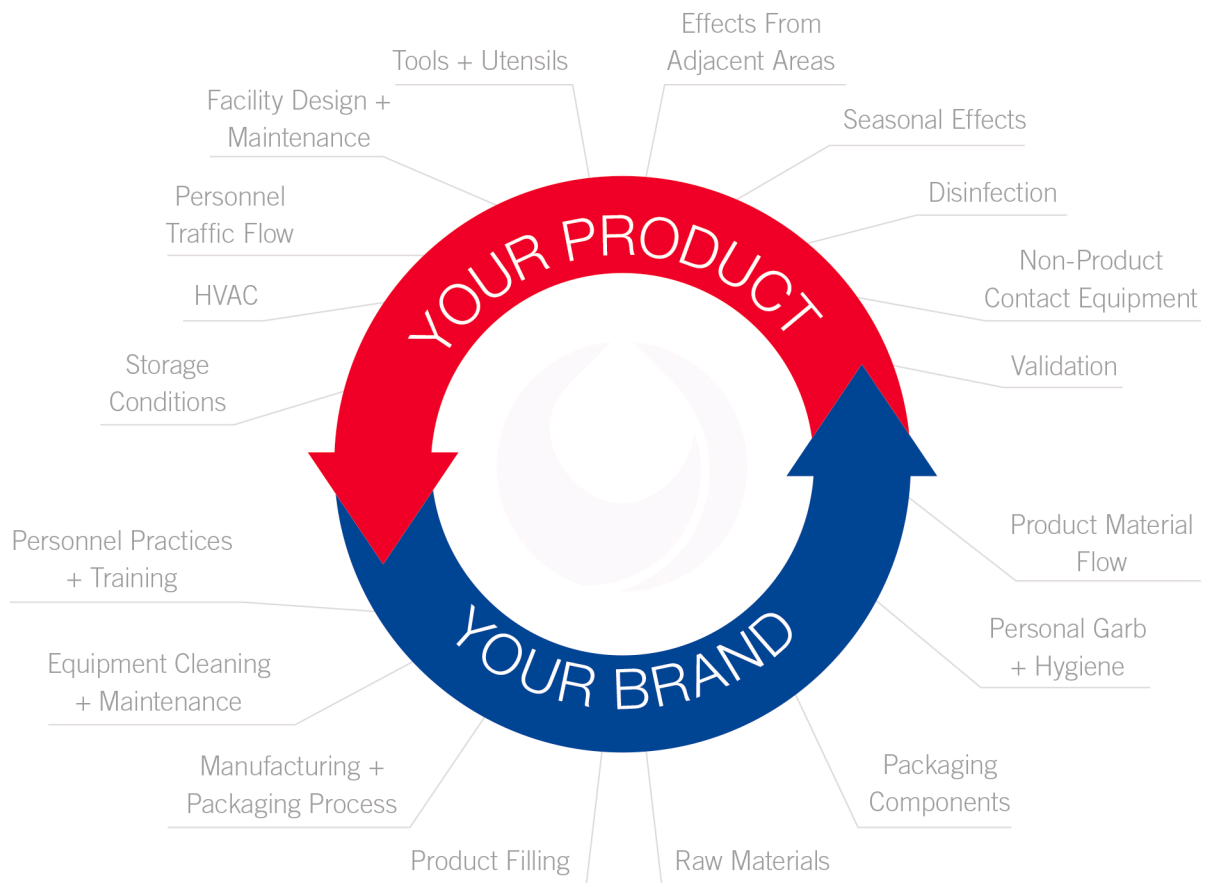 Effects From
Adjacent Areas
Tools + Utensils
Facility Design +
Maintenance
Seasonal Effects
Personnel
Traffic Flow
Disinfection
HVAC
Non-Product
Contact Equipment
Storage
Conditions
Validation
YOUR PRODUCT
Personnel Practices
+ Training
Product Material
Flow
Equipment Cleaning
+ Maintenance
Personal Garb
+ Hygiene
YOUR BRAND
Manufacturing +
Packaging Process
Packaging
Components
Product Filling
Raw Materials